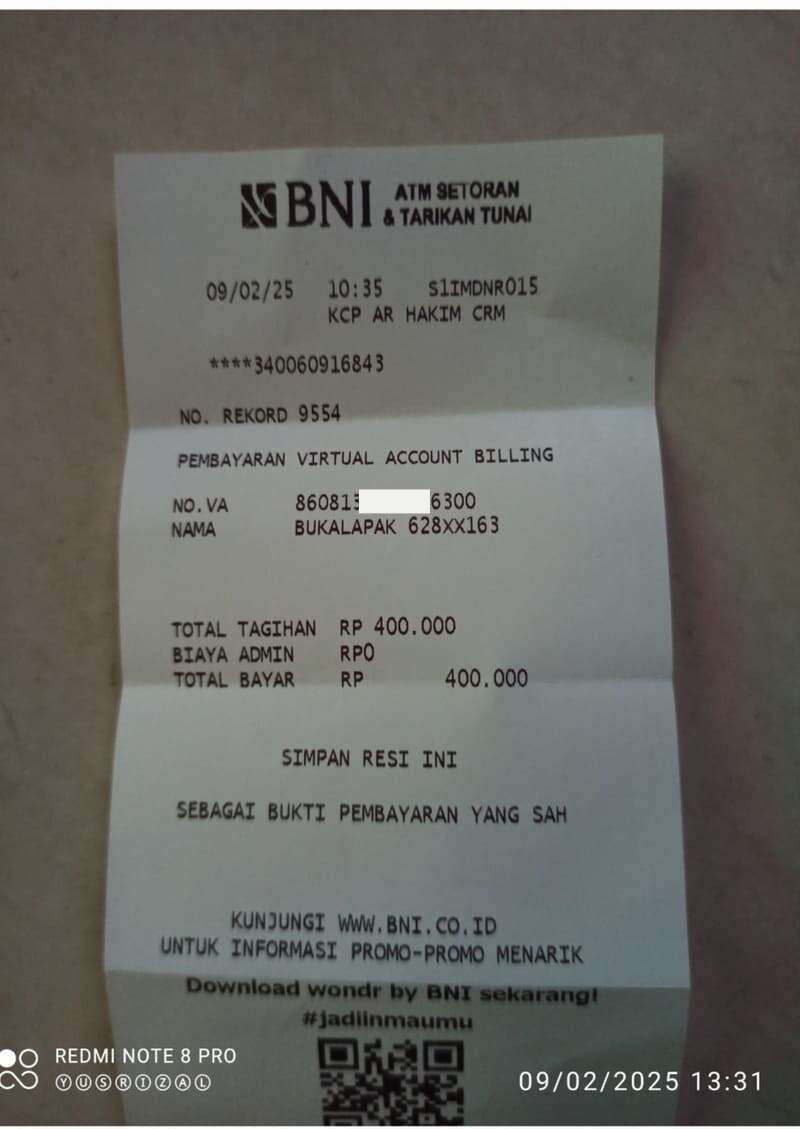 BNI ATM SETORAN
& TARIKAN TUNAI
09/02/25 10:35 S1IMDNR015
KCP AR HAKIM CRM
****340060916843
NO. REKORD 9554
PEMBAYARAN VIRTUAL ACCOUNT BILLING
NO.VA 86081 6300
NAMA BUKALAPAK 628XX163
TOTAL TAGIHAN RP 400.000
BIAYA ADMIN RP0
TOTAL BAYAR RP 400.000
SIMPAN RESI INI
SEBAGAI BUKTI PEMBAYARAN YANG SAH
KUNJUNGI WWW.BNI.CO.ID
UNTUK INFORMASI PROMO-PROMO MENARIK
Download wondr by BNI sekarang!
#jadiinmaumu
REDMI NOTE 8 PRO
ⓎⓊⓈⓇⒾⓏⒶⓁ
09/02/2025 13:31